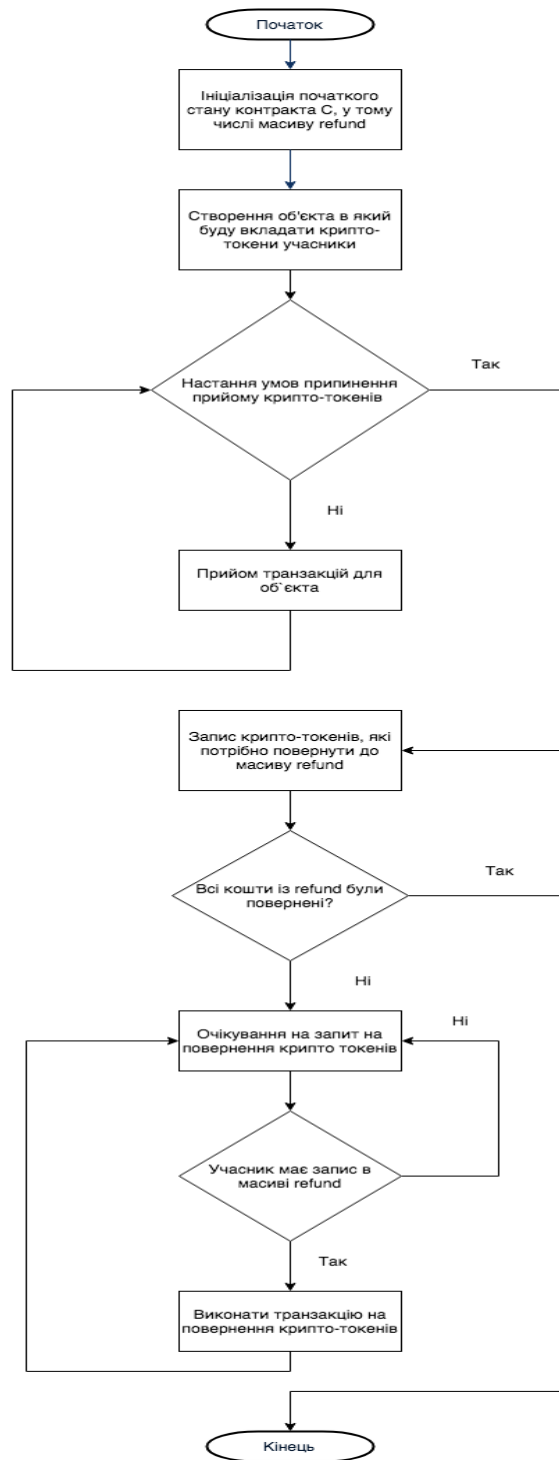 Початок
Ініціалізація початкого
стану контракта C, у тому
числі масиву refund
Створення об'єкта в який
буду вкладати крипто-
токени учасники
Настання умов припинення
прийому крипто-токенів
Так
Ні
Прийом транзакцій для
об`єкта
Запис крипто-токенів, які
потрібно повернути до
масиву refund
Всі кошти із refund були
повернені?
Так
Ні
Очікування на запит на
повернення крипто токенів
Ні
Учасник має запис в
масиві refund
Так
Виконати транзакцію на
повернення крипто-токенів
Кінець